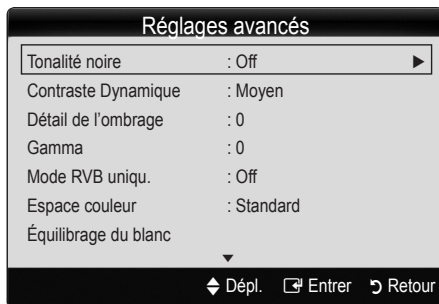 Réglages avancés
Tonalité noire : Off
Contraste Dynamique : Moyen
Détail de l’ombrage : 0
Gamma : 0
Mode RVB uniqu. : Off
Espace couleur : Standard
Équilibrage du blanc
Dépl. Entrer Retour